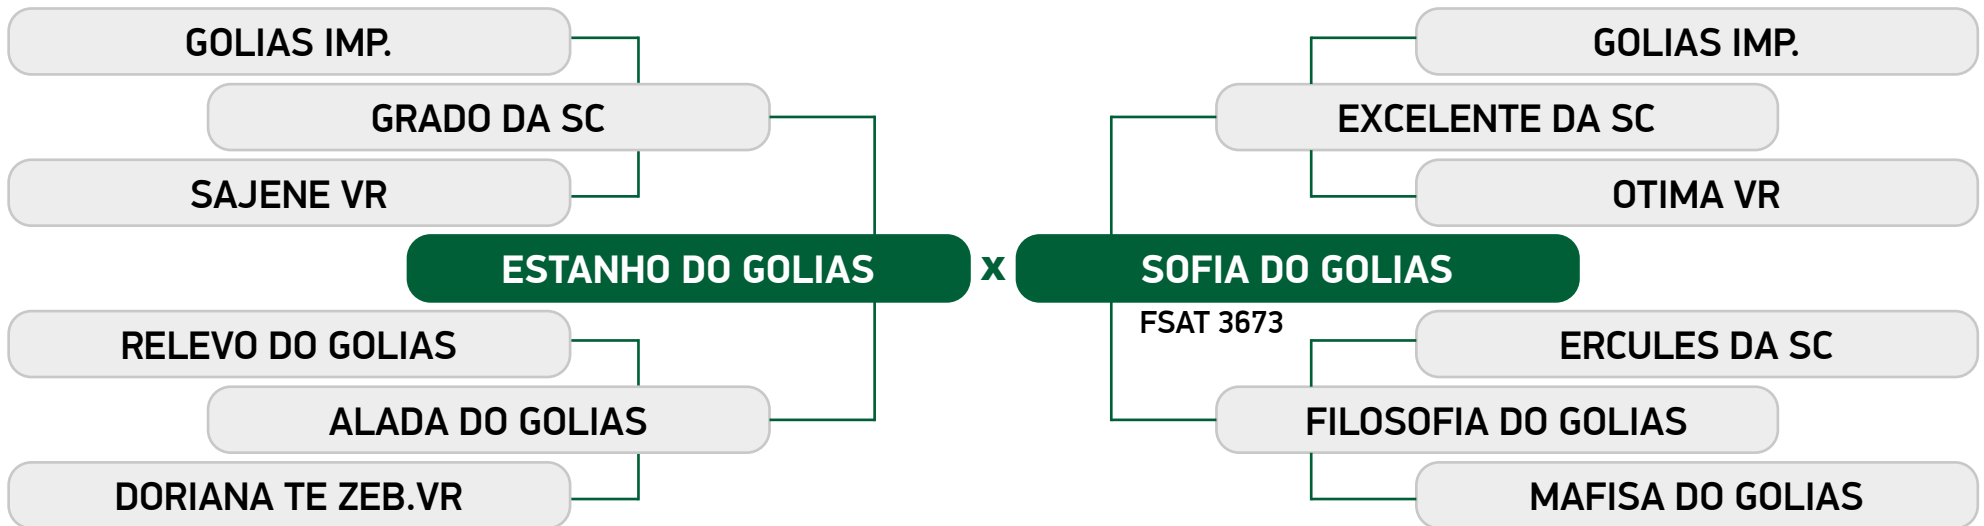 GOLIAS IMP.
GOLIAS IMP.
GRADO DA SC
EXCELENTE DA SC
SAJENE VR
OTIMA VR
ESTANHO DO GOLIAS x SOFIA DO GOLIAS
FSAT 3673
RELEVO DO GOLIAS
ERCULES DA SC
ALADA DO GOLIAS
FILOSOFIA DO GOLIAS
DORIANA TE ZEB.VR
MAFISA DO GOLIAS